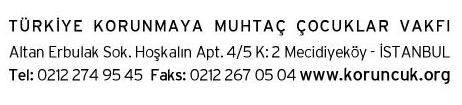 TÜRKİYE KORUNMAYA MUHTAÇ ÇOCUKLAR VAKFI
Altan Erbulak Sok. Hoşkalın Apt. 4/5 K: 2 Mecidiyeköy - İSTANBUL
Tel: 0212 274 95 45 Faks: 0212 267 05 04 www.koruncuk.org